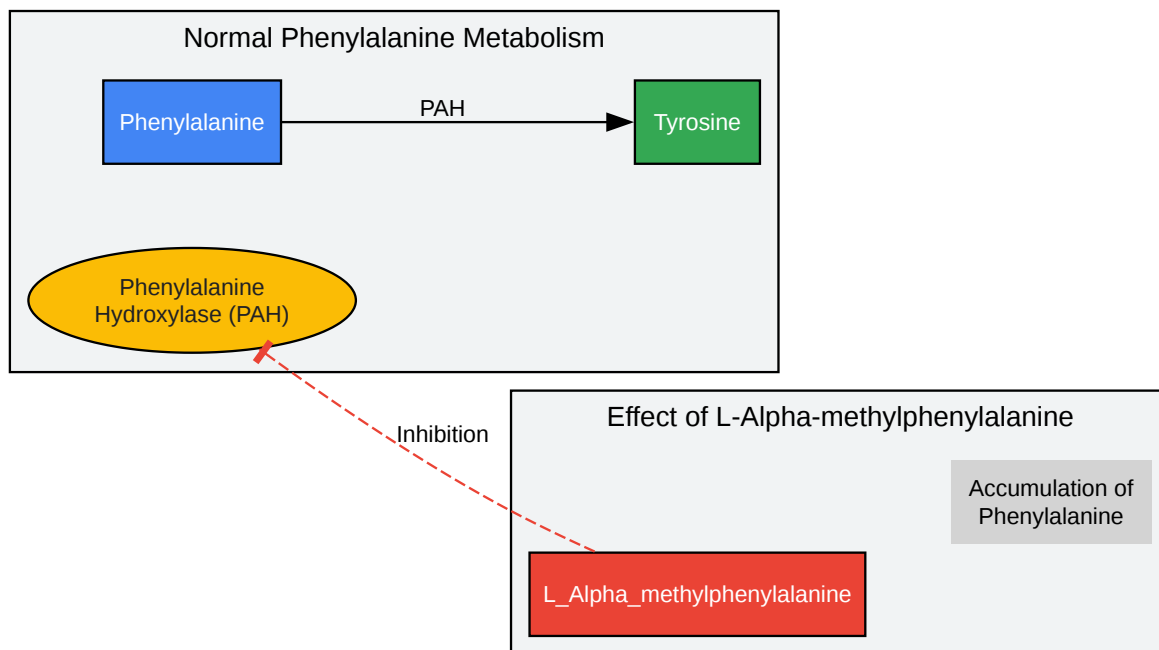 Normal Phenylalanine Metabolism
Phenylalanine
PAH
Tyrosine
Phenylalanine
Hydroxylase (PAH)
Inhibition
Effect of L-Alpha-methylphenylalanine
Accumulation of
Phenylalanine
L_Alpha_methylphenylalanine